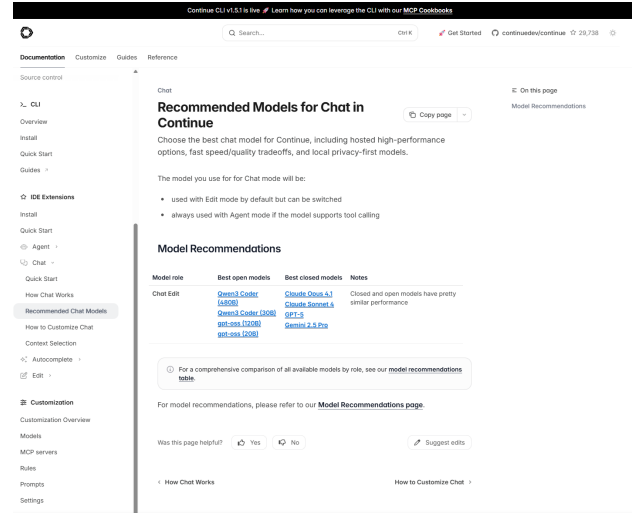 Continue CLI v1.5.1 is live 🚀 Learn how you can leverage the CLI with our MCP Cookbooks
Search...
Ctrl K
🚀 Get Started
continuedev/continue ☆ 29,738
Documentation Customize Guides Reference
Source control
CLI
Overview
Install
Quick Start
Guides
IDE Extensions
Install
Quick Start
Agent
Chat
Quick Start
How Chat Works
Recommended Chat Models
How to Customize Chat
Context Selection
Autocomplete
Edit
Customization
Customization Overview
Models
MCP servers
Rules
Prompts
Settings
Chat
Recommended Models for Chat in
Continue
Copy page
Choose the best chat model for Continue, including hosted high-performance
options, fast speed/quality tradeoffs, and local privacy-first models.
The model you use for for Chat mode will be:
• used with Edit mode by default but can be switched
• always used with Agent mode if the model supports tool calling
Model Recommendations
Model role Best open models Best closed models Notes
Chat Edit
Qwen3 Coder
(480B)
Qwen3 Coder (30B)
gpt-oss (120B)
gpt-oss (20B)
Claude Opus 4.1
Claude Sonnet 4
GPT-5
Gemini 2.5 Pro
Closed and open models have pretty
similar performance
For a comprehensive comparison of all available models by role, see our model recommendations
table.
For model recommendations, please refer to our Model Recommendations page.
Was this page helpful? Yes No
Suggest edits
‹ How Chat Works
How to Customize Chat ›
On this page
Model Recommendations